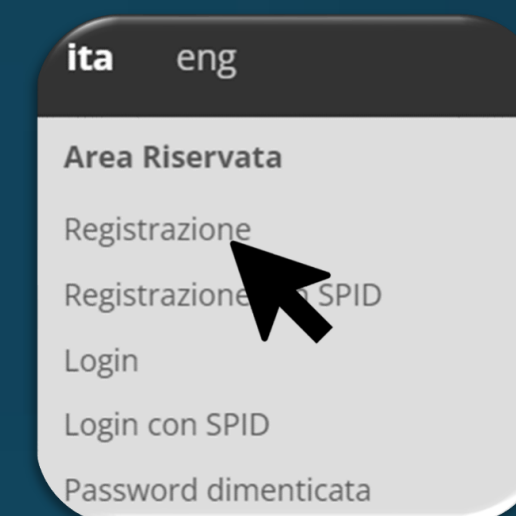 ita eng
Area Riservata
Registrazione
Registrazione SPID
Login
Login con SPID
Password dimenticata